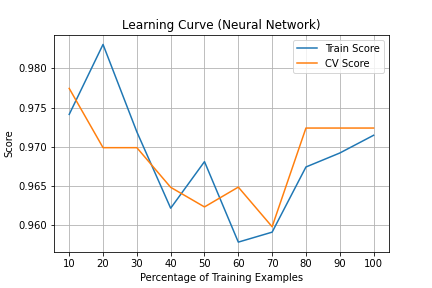 Learning Curve (Neural Network)
Train Score
CV Score
0.980
0.975
0.970
0.965
0.960
Score
10 20 30 40 50 60 70 80 90 100
Percentage of Training Examples